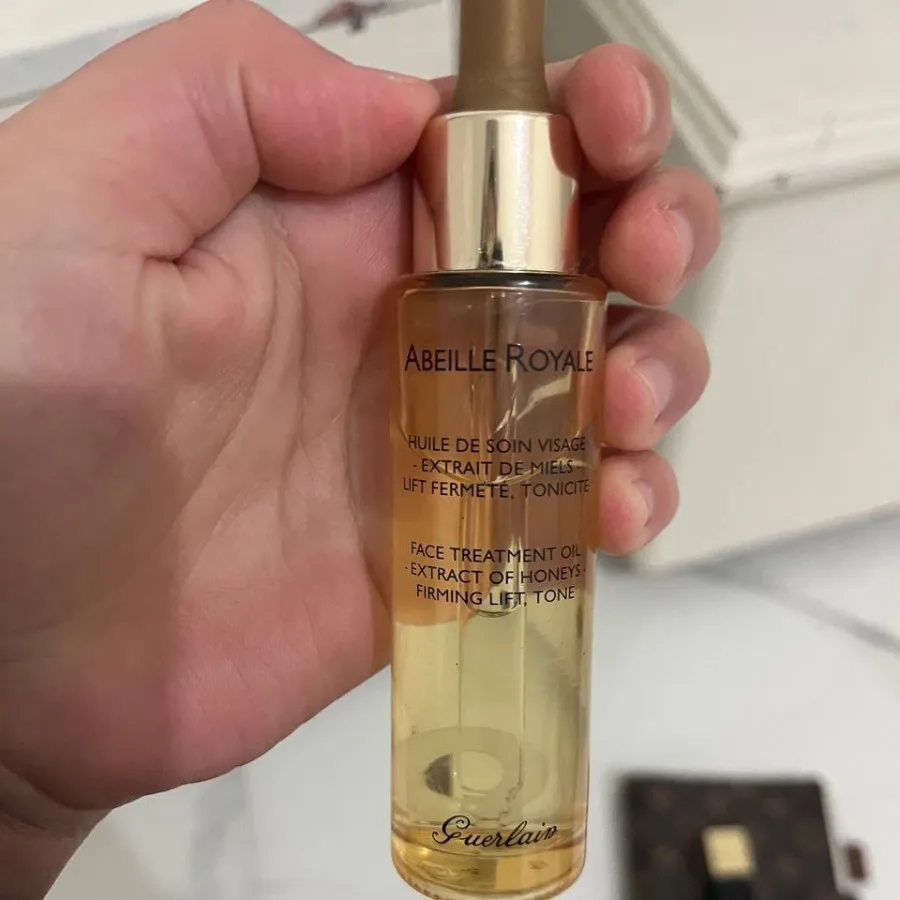 ABEILLE ROYALE
HUILE DE SOIN VISAGE
- EXTRAIT DE MIELS -
LIFT FERMETÉ, TONICITÉ
FACE TREATMENT OIL
- EXTRACT OF HONEYS -
FIRMING LIFT, TONE
Guerlain